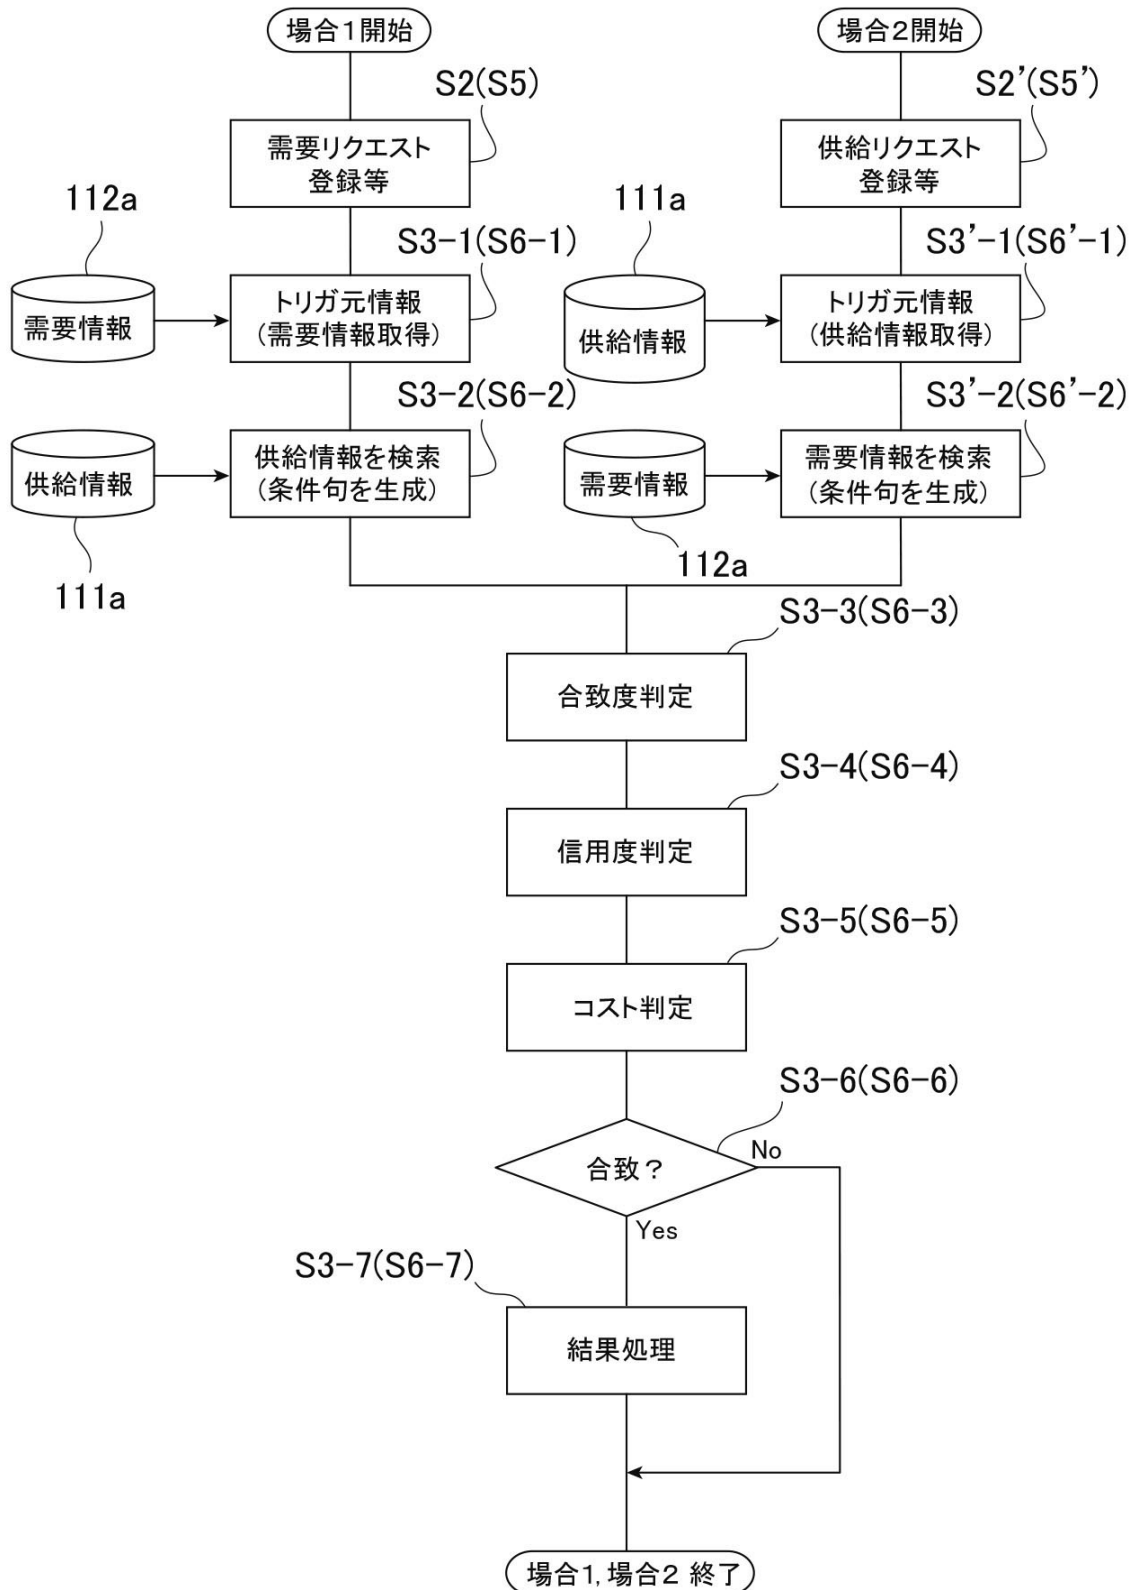 場合1開始
場合2開始
S2(S5)
S2'(S5')
需要リクエスト
登録等
供給リクエスト
登録等
112a
111a
S3-1(S6-1)
S3'-1(S6'-1)
需要情報
トリガ元情報
(需要情報取得)
供給情報
トリガ元情報
(供給情報取得)
S3-2(S6-2)
S3'-2(S6'-2)
供給情報
供給情報を検索
(条件句を生成)
需要情報
需要情報を検索
(条件句を生成)
111a
112a
S3-3(S6-3)
合致度判定
S3-4(S6-4)
信用度判定
S3-5(S6-5)
コスト判定
S3-6(S6-6)
合致？
No
Yes
S3-7(S6-7)
結果処理
場合1,場合2 終了